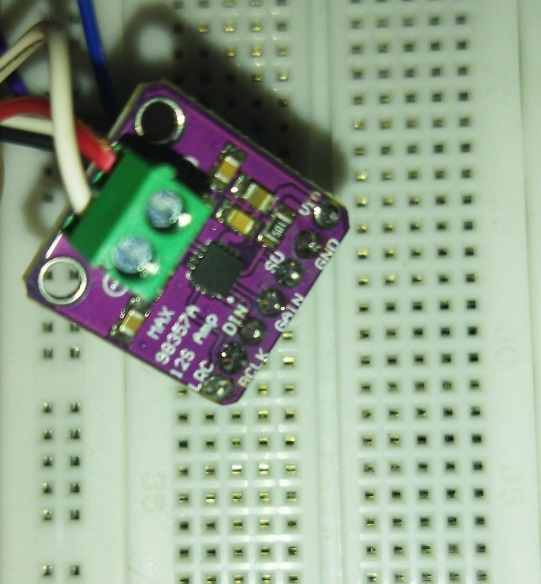 Vin
GND
SD
GAIN
DIN
BCLK
LRC
MAX
98357A
I2S Amp